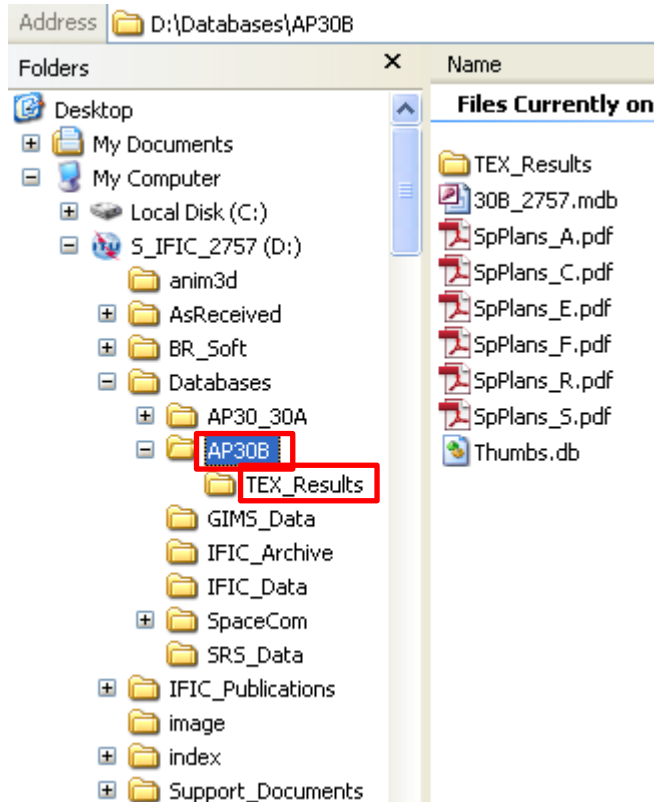 Address D:\Databases\AP30B
Folders
Desktop
My Documents
My Computer
Local Disk (C:)
S_IFIC_2757 (D:)
anim3d
AsReceived
BR_Soft
Databases
AP30_30A
AP30B
TEX_Results
GIMS_Data
IFIC_Archive
IFIC_Data
SpaceCom
SRS_Data
IFIC_Publications
image
index
Support_Documents
Name
Files Currently on
TEX_Results
30B_2757.mdb
SpPlans_A.pdf
SpPlans_C.pdf
SpPlans_E.pdf
SpPlans_F.pdf
SpPlans_R.pdf
SpPlans_S.pdf
Thumbs.db